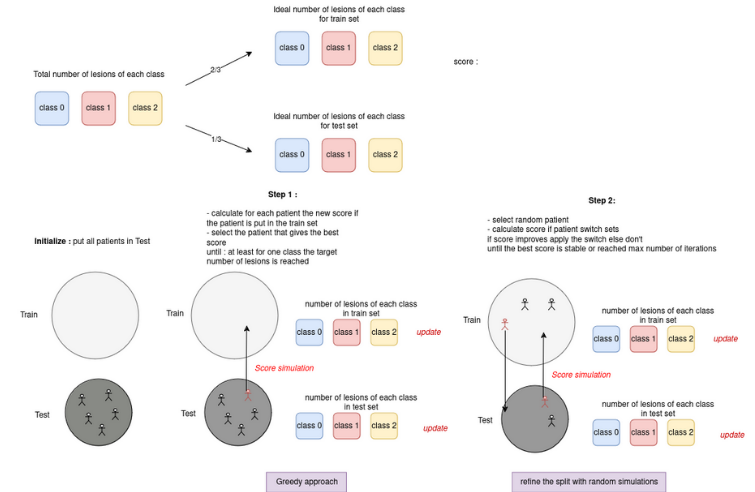 Ideal number of lesions of each class
for train set
class 0
class 1
class 2
score :
2/3
Total number of lesions of each class
class 0
class 1
class 2
1/3
Ideal number of lesions of each class
for test set
class 0
class 1
class 2
Initialize : put all patients in Test
Train
Test
Step 1 :
- calculate for each patient the new score if
the patient is put in the train set
- select the patient that gives the best
score
until : at least for one class the target
number of lesions is reached
Train
number of lesions of each class
in train set
class 0
class 1
class 2
update
Score simulation
Test
number of lesions of each class
in test set
class 0
class 1
class 2
update
Greedy approach
Step 2:
- select random patient
- calculate score if patient switch sets
if score improves apply the switch else don't
until the best score is stable or reached max number of iterations
Train
number of lesions of each class
in train set
class 0
class 1
class 2
update
Score simulation
Test
number of lesions of each class
in test set
class 0
class 1
class 2
update
refine the split with random simulations